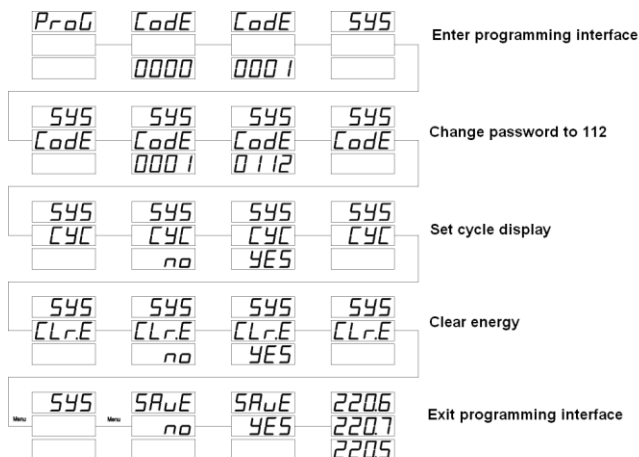 ProG CodE CodE SYS Enter programming interface
0000 0001
SYS SYS SYS SYS
CodE CodE CodE CodE Change password to 112
0001 0112
SYS SYS SYS SYS
CYC CYC CYC CYC Set cycle display
no YES
SYS SYS SYS SYS
CLr.E CLr.E CLr.E CLr.E Clear energy
no YES
SYS SAvE SAvE 220.6
Menu Menu no YES 220.7 Exit programming interface
220.5